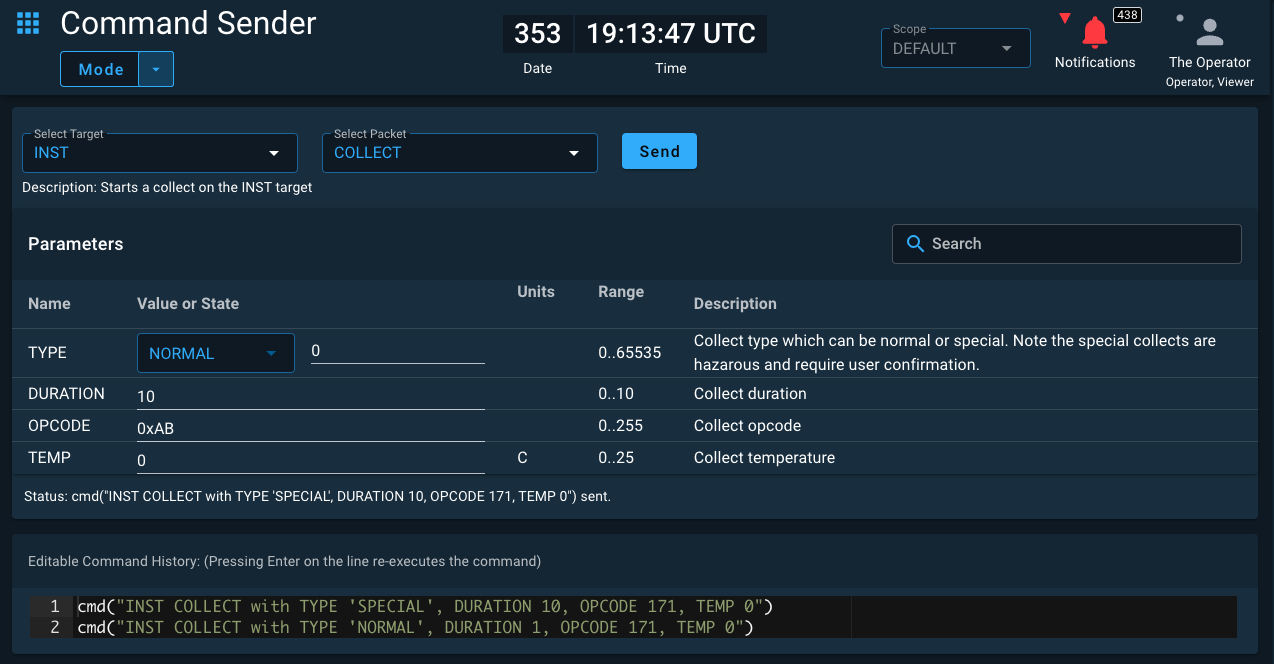 Command Sender
Mode
353 19:13:47 UTC
Date Time
Scope
DEFAULT
438
Notifications
The Operator
Operator, Viewer
Select Target
INST
Select Packet
COLLECT
Send
Description: Starts a collect on the INST target
Parameters
Search
Name Value or State Units Range Description
TYPE NORMAL 0 0..65535 Collect type which can be normal or special. Note the special collects are
hazarous and require user confirmation.
DURATION 10 0..10 Collect duration
OPCODE 0xAB 0..255 Collect opcode
TEMP 0 C 0..25 Collect temperature
Status: cmd("INST COLLECT with TYPE 'SPECIAL', DURATION 10, OPCODE 171, TEMP 0") sent.
Editable Command History: (Pressing Enter on the line re-executes the command)
1 cmd("INST COLLECT with TYPE 'SPECIAL', DURATION 10, OPCODE 171, TEMP 0")
2 cmd("INST COLLECT with TYPE 'NORMAL', DURATION 1, OPCODE 171, TEMP 0")